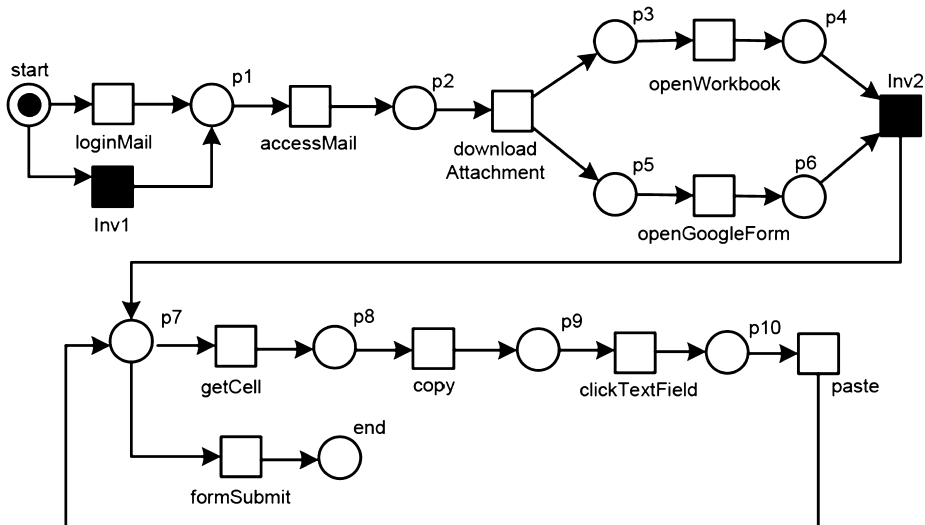 start
p1
p2
p3
p4
loginMail
accessMail
download
Attachment
openWorkbook
Inv2
Inv1
p5
p6
openGoogleForm
p7
p8
p9
p10
getCell
copy
clickTextField
paste
end
formSubmit